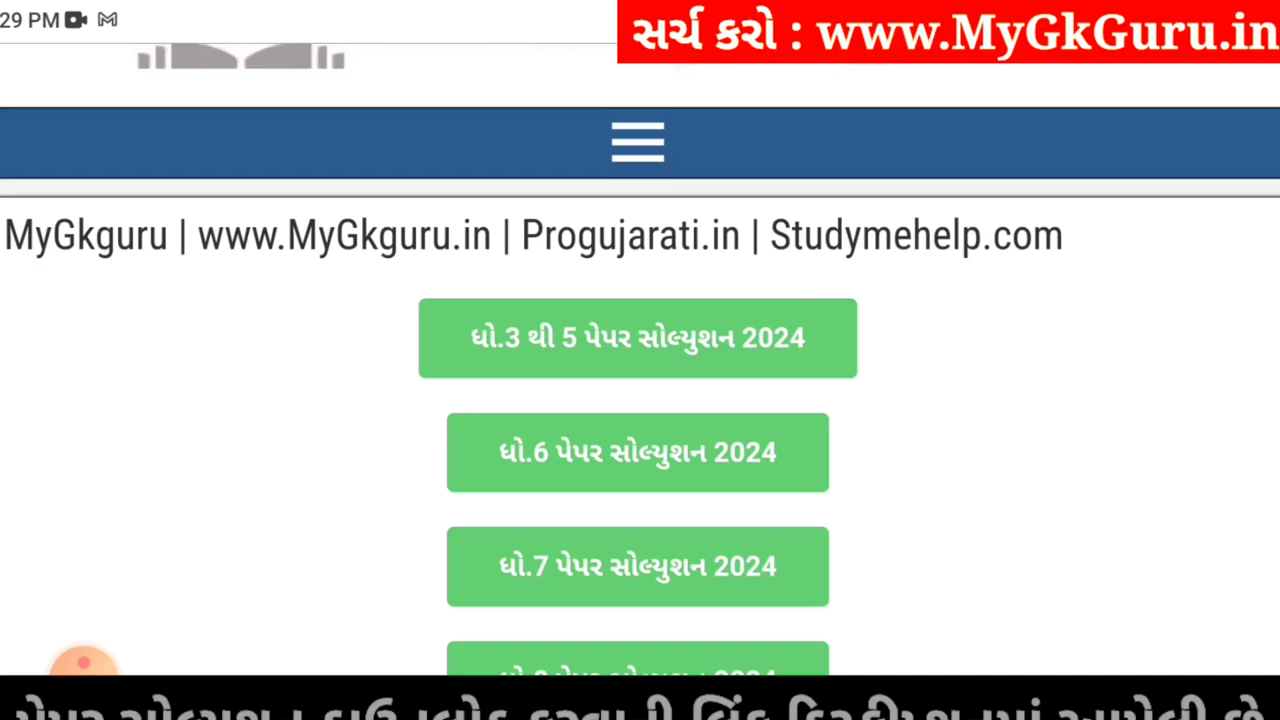 29 PM
સર્ચ કરો : www.MyGkGuru.in
MyGkguru | www.MyGkguru.in | Progujarati.in | Studymehelp.com
ધો.3 થી 5 પેપર સોલ્યુશન 2024
ધો.6 પેપર સોલ્યુશન 2024
ધો.7 પેપર સોલ્યુશન 2024